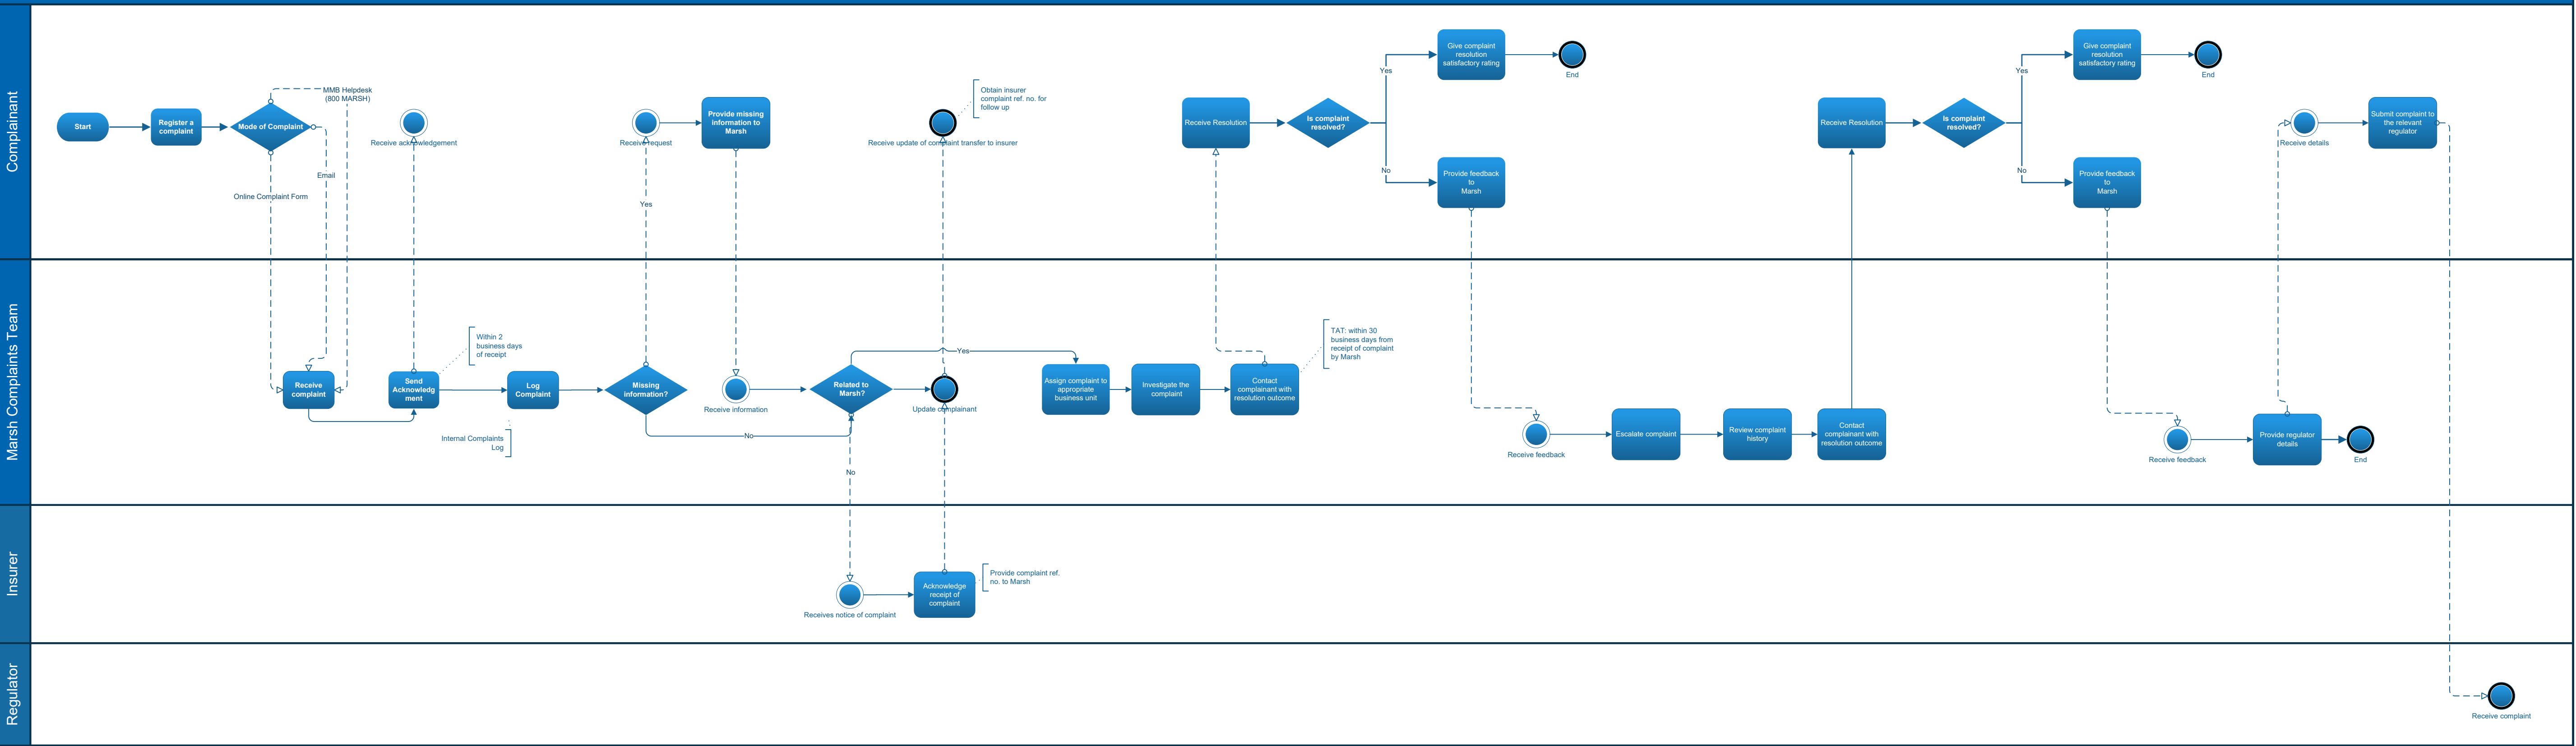 Complainant
Start
Register a
complaint
Mode of Complaint
MMB Helpdesk
(800 MARSH)
Email
Online Complaint Form
Receive acknowledgement
Receive request
Yes
Provide missing
information to
Marsh
Receive update of complaint transfer to insurer
Obtain insurer
complaint ref. no. for
follow up
Receive Resolution
Is complaint
resolved?
Yes
No
Give complaint
resolution
satisfactory rating
End
Provide feedback
to
Marsh
Receive Resolution
Is complaint
resolved?
Yes
No
Give complaint
resolution
satisfactory rating
End
Provide feedback
to
Marsh
Receive details
Submit complaint to
the relevant
regulator
Marsh Complaints Team
Receive
complaint
Send
Acknowledg
ment
Within 2
business days
of receipt
Log
Complaint
Internal Complaints
Log
Missing
information?
No
Receive information
Related to
Marsh?
Yes
No
Update complainant
Assign complaint to
appropriate
business unit
Investigate the
complaint
Contact
complainant with
resolution outcome
TAT: within 30
business days from
receipt of complaint
by Marsh
Receive feedback
Escalate complaint
Review complaint
history
Contact
complainant with
resolution outcome
Receive feedback
Provide regulator
details
End
Insurer
Receives notice of complaint
Acknowledge
receipt of
complaint
Provide complaint ref.
no. to Marsh
Regulator
Receive complaint